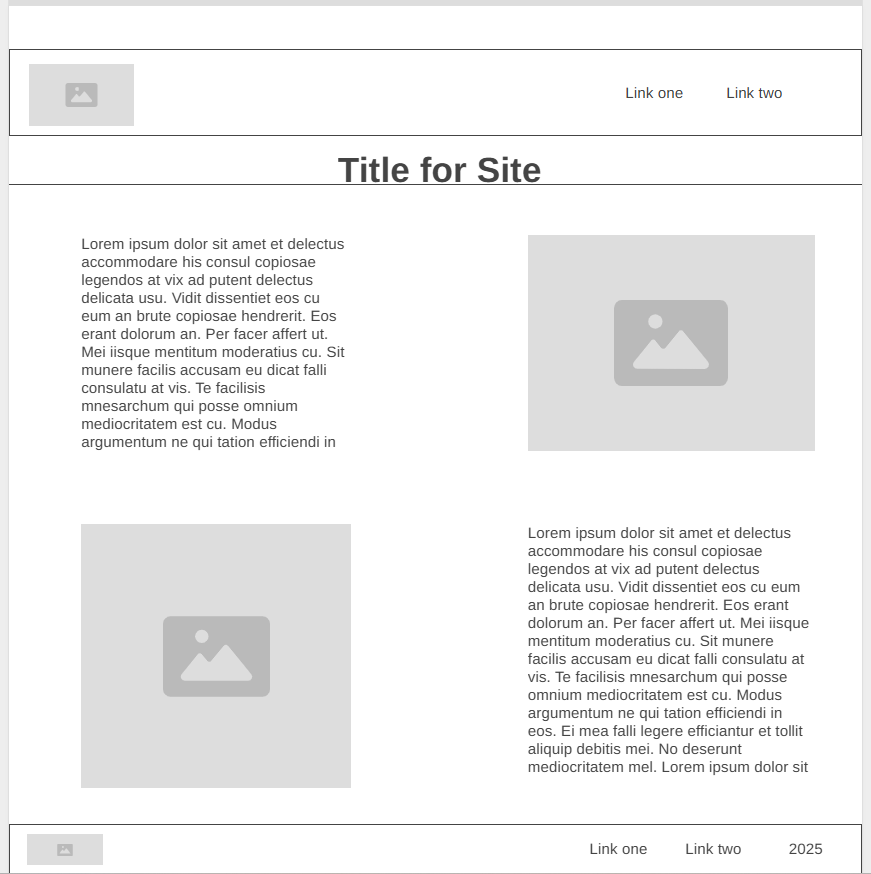 Link one Link two
Title for Site
Lorem ipsum dolor sit amet et delectus
accommodare his consul copiosae
legendos at vix ad putent delectus
delicata usu. Vidit dissentiet eos cu
eum an brute copiosae hendrerit. Eos
erant dolorum an. Per facer affert ut.
Mei iisque mentitum moderatius cu. Sit
munere facilis accusam eu dicat falli
consulatu at vis. Te facilisis
mnesarchum qui posse omnium
mediocritatem est cu. Modus
argumentum ne qui tation efficiendi in
Lorem ipsum dolor sit amet et delectus
accommodare his consul copiosae
legendos at vix ad putent delectus
delicata usu. Vidit dissentiet eos cu eum
an brute copiosae hendrerit. Eos erant
dolorum an. Per facer affert ut. Mei iisque
mentitum moderatius cu. Sit munere
facilis accusam eu dicat falli consulatu at
vis. Te facilisis mnesarchum qui posse
omnium mediocritatem est cu. Modus
argumentum ne qui tation efficiendi in
eos. Ei mea falli legere efficiantur et tollit
aliquip debitis mei. No deserunt
mediocritatem mel. Lorem ipsum dolor sit
Link one Link two 2025